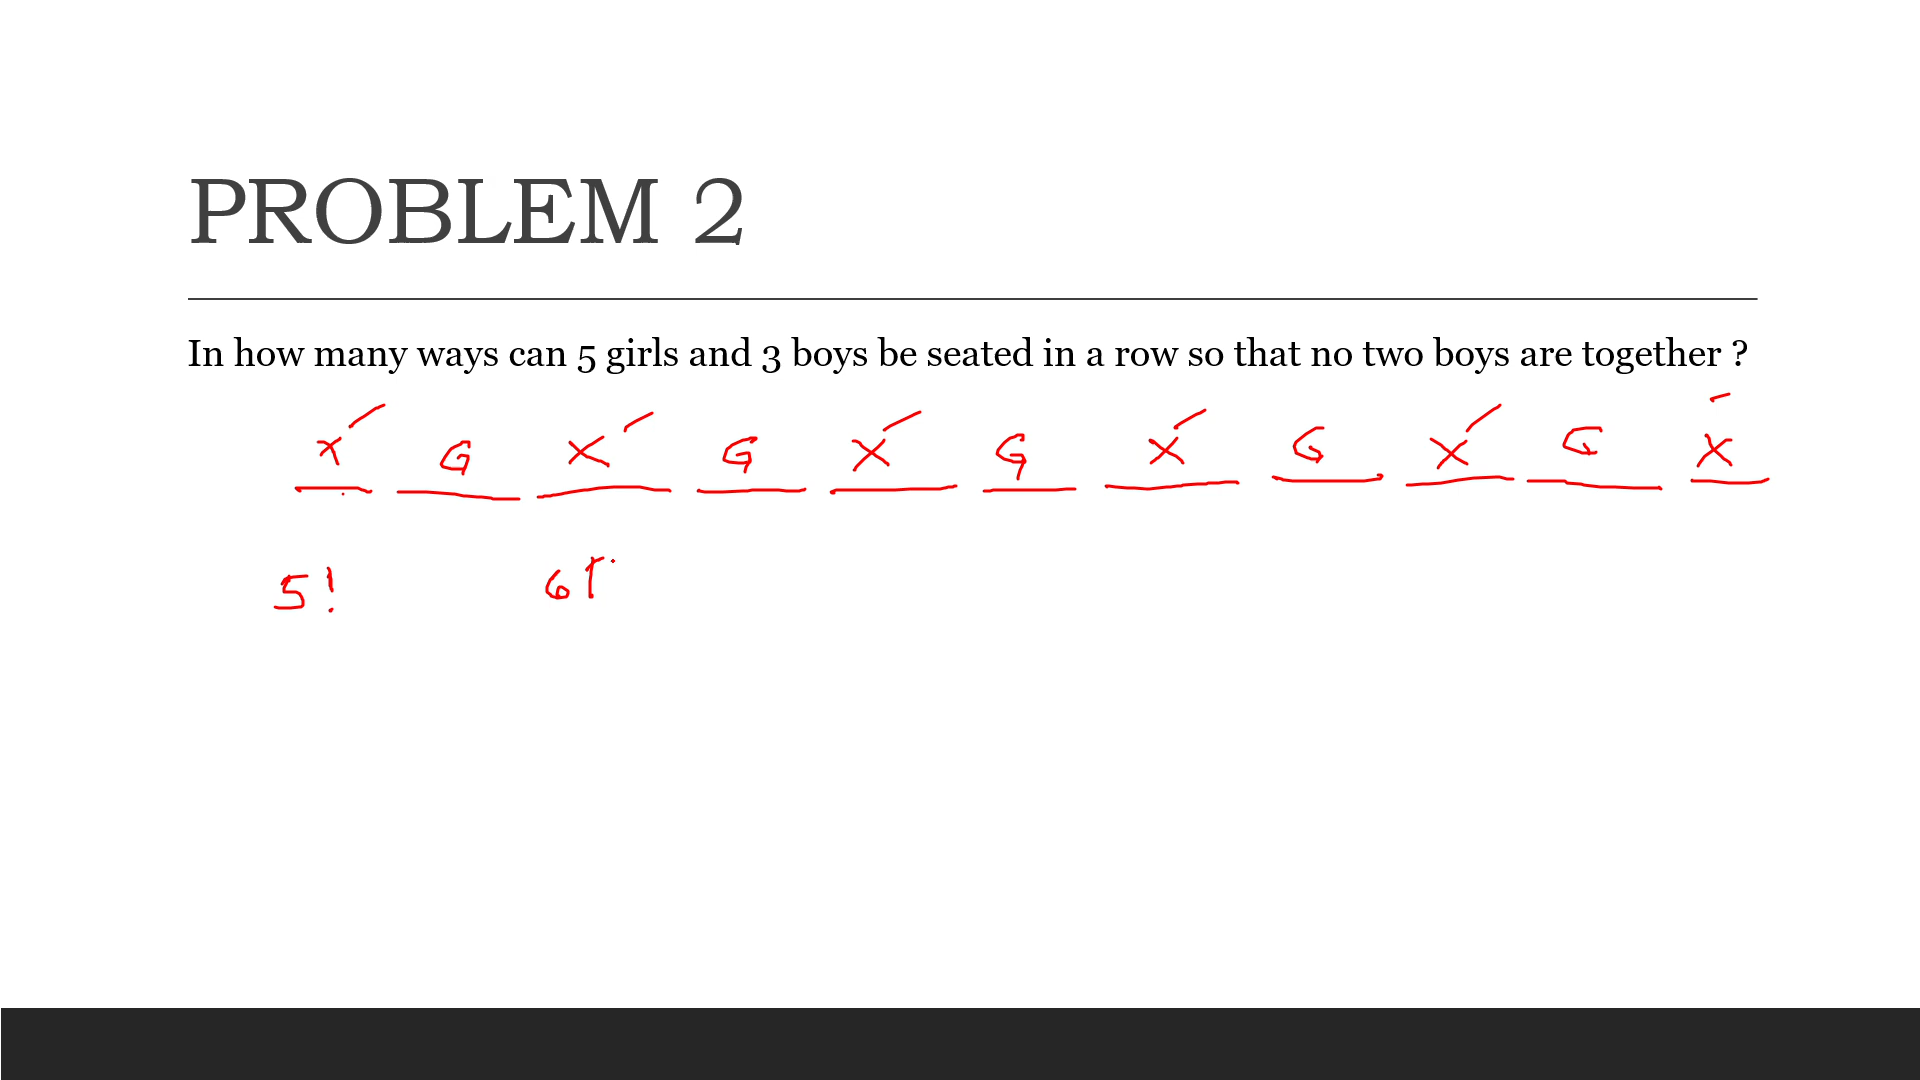 PROBLEM 2
In how many ways can 5 girls and 3 boys be seated in a row so that no two boys are together ?
X G X G X G X G X G X
5! 6